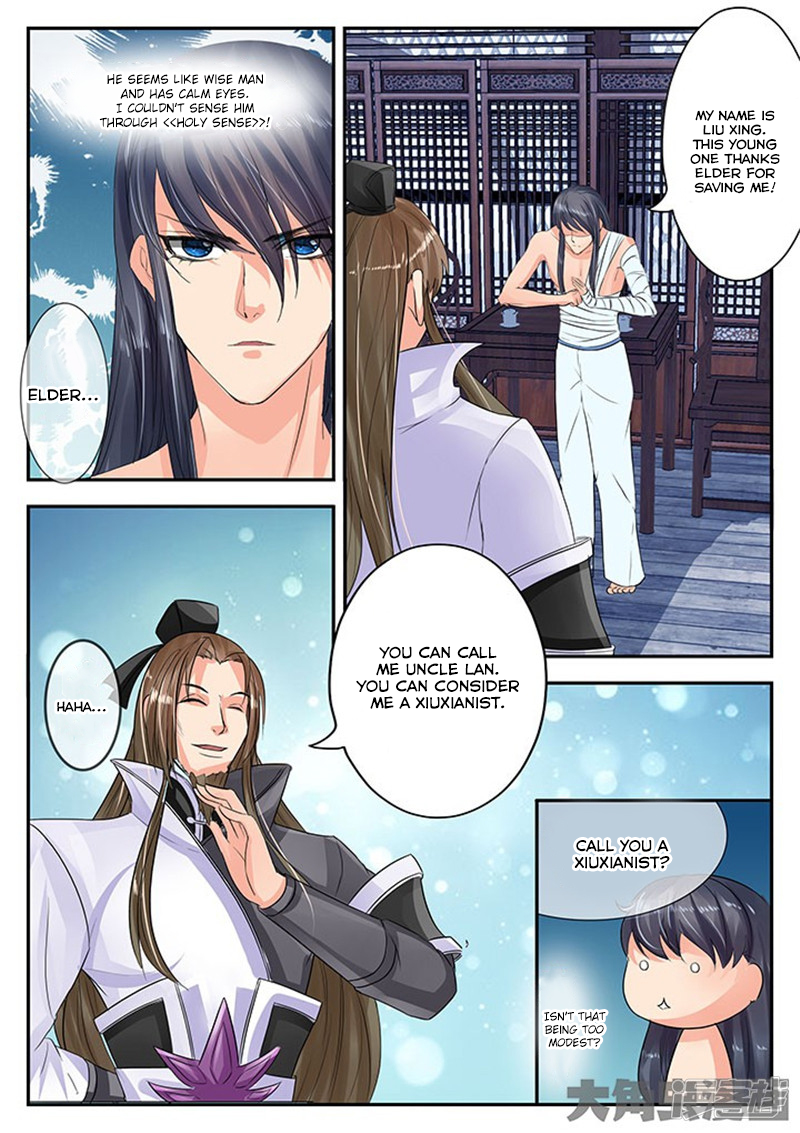 HE SEEMS LIKE WISE MAN
AND HAS CALM EYES.
I COULDN'T SENSE HIM
THROUGH <<HOLY SENSE>>!
ELDER...
MY NAME IS
LIU XING.
THIS YOUNG
ONE THANKS
ELDER FOR
SAVING ME!
HAHA...
YOU CAN CALL
ME UNCLE LAN.
YOU CAN CONSIDER
ME A XIUXIANIST.
CALL YOU A
XIUXIANIST?
ISN'T THAT
BEING TOO
MODEST?
大角